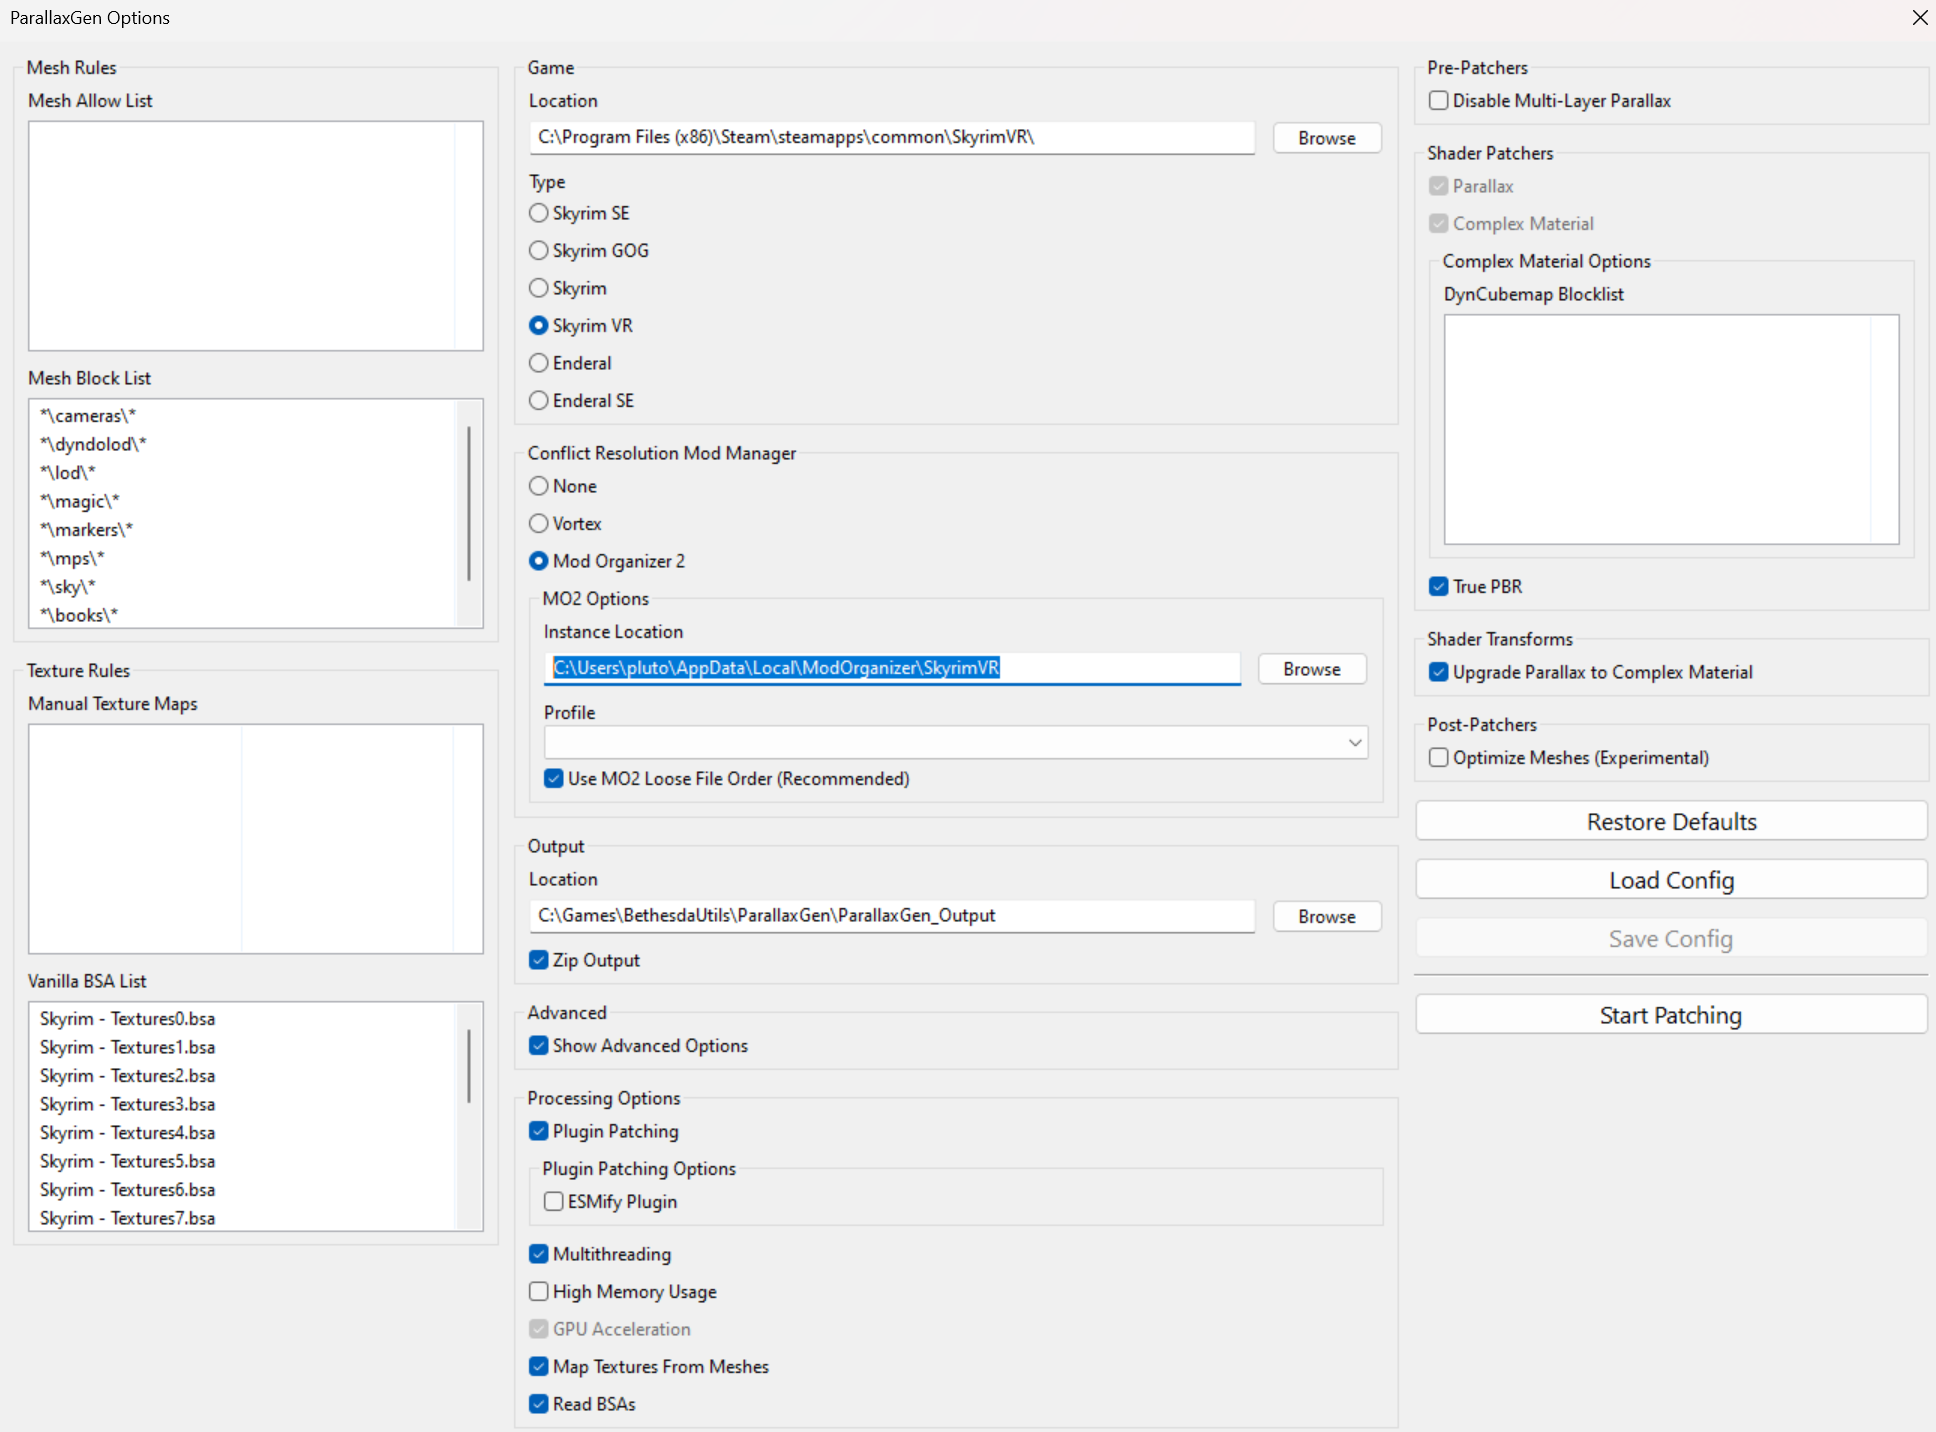 ParallaxGen Options
Mesh Rules
Mesh Allow List
Mesh Block List
*\cameras\*
*\dyndolod\*
*\lod\*
*\magic\*
*\markers\*
*\mps\*
*\sky\*
*\books\*
Texture Rules
Manual Texture Maps
Vanilla BSA List
Skyrim - Textures0.bsa
Skyrim - Textures1.bsa
Skyrim - Textures2.bsa
Skyrim - Textures3.bsa
Skyrim - Textures4.bsa
Skyrim - Textures5.bsa
Skyrim - Textures6.bsa
Skyrim - Textures7.bsa
Game
Location
C:\Program Files (x86)\Steam\steamapps\common\SkyrimVR\
Browse
Type
Skyrim SE
Skyrim GOG
Skyrim
Skyrim VR
Enderal
Enderal SE
Conflict Resolution Mod Manager
None
Vortex
Mod Organizer 2
MO2 Options
Instance Location
C:\Users\pluto\AppData\Local\ModOrganizer\SkyrimVR
Browse
Profile
Use MO2 Loose File Order (Recommended)
Output
Location
C:\Games\BethesdaUtils\ParallaxGen\ParallaxGen_Output
Browse
Zip Output
Advanced
Show Advanced Options
Processing Options
Plugin Patching
Plugin Patching Options
ESMify Plugin
Multithreading
High Memory Usage
GPU Acceleration
Map Textures From Meshes
Read BSAs
Pre-Patchers
Disable Multi-Layer Parallax
Shader Patchers
Parallax
Complex Material
Complex Material Options
DynCubemap Blocklist
True PBR
Shader Transforms
Upgrade Parallax to Complex Material
Post-Patchers
Optimize Meshes (Experimental)
Restore Defaults
Load Config
Save Config
Start Patching